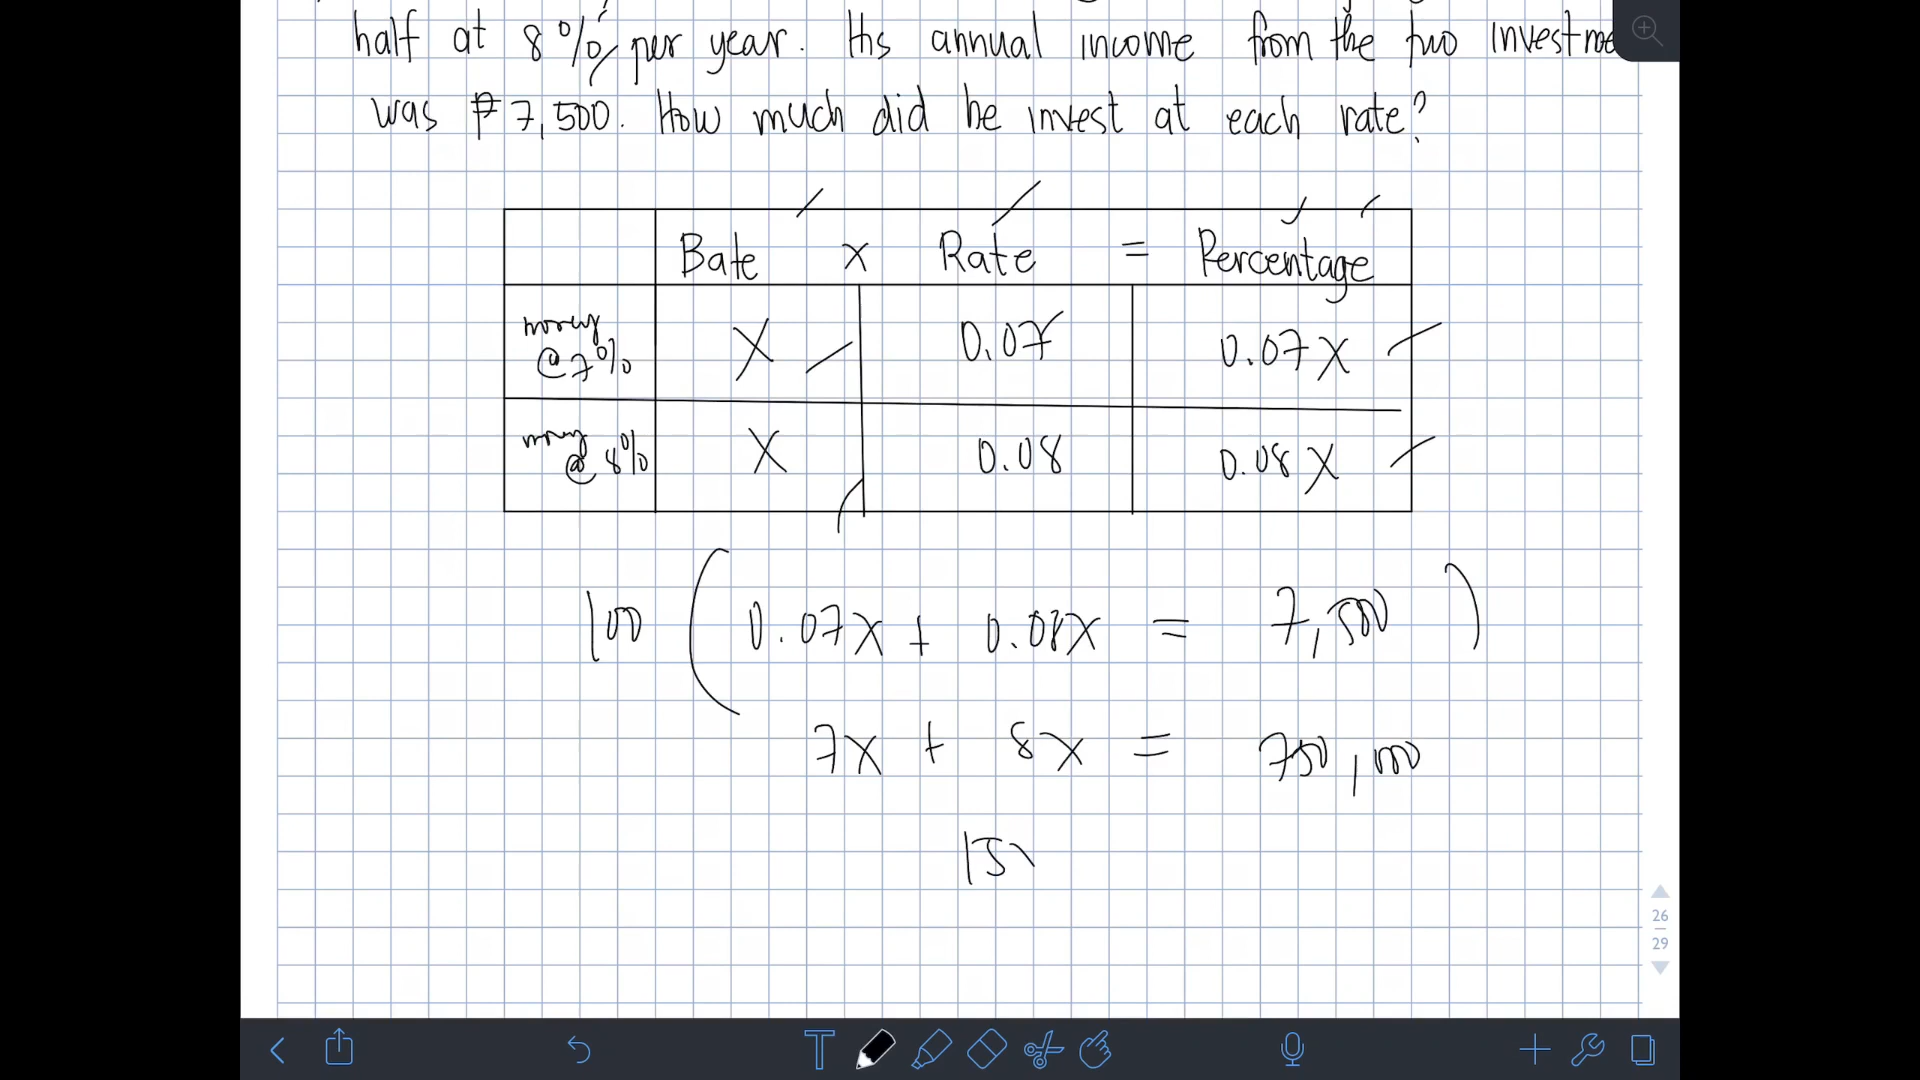 half at 8% per year. His annual income from the two investme
was ₱7,500. How much did he invest at each rate?
Bate x Rate = Percentage
money @7% X 0.07 0.07X
money @ 8% X 0.08 0.08X
100 ( 0.07X + 0.08X = 7,500 )
7X + 8X = 750,000
15
26
29
T